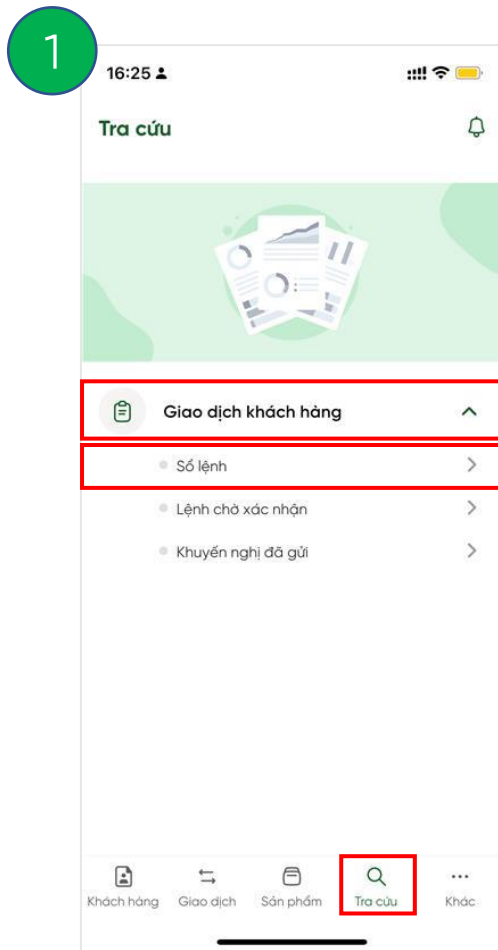 1
16:25
Tra cứu
Giao dịch khách hàng
Sổ lệnh
Lệnh chờ xác nhận
Khuyến nghị đã gửi
Khách hàng Giao dịch Sản phẩm Tra cứu Khác